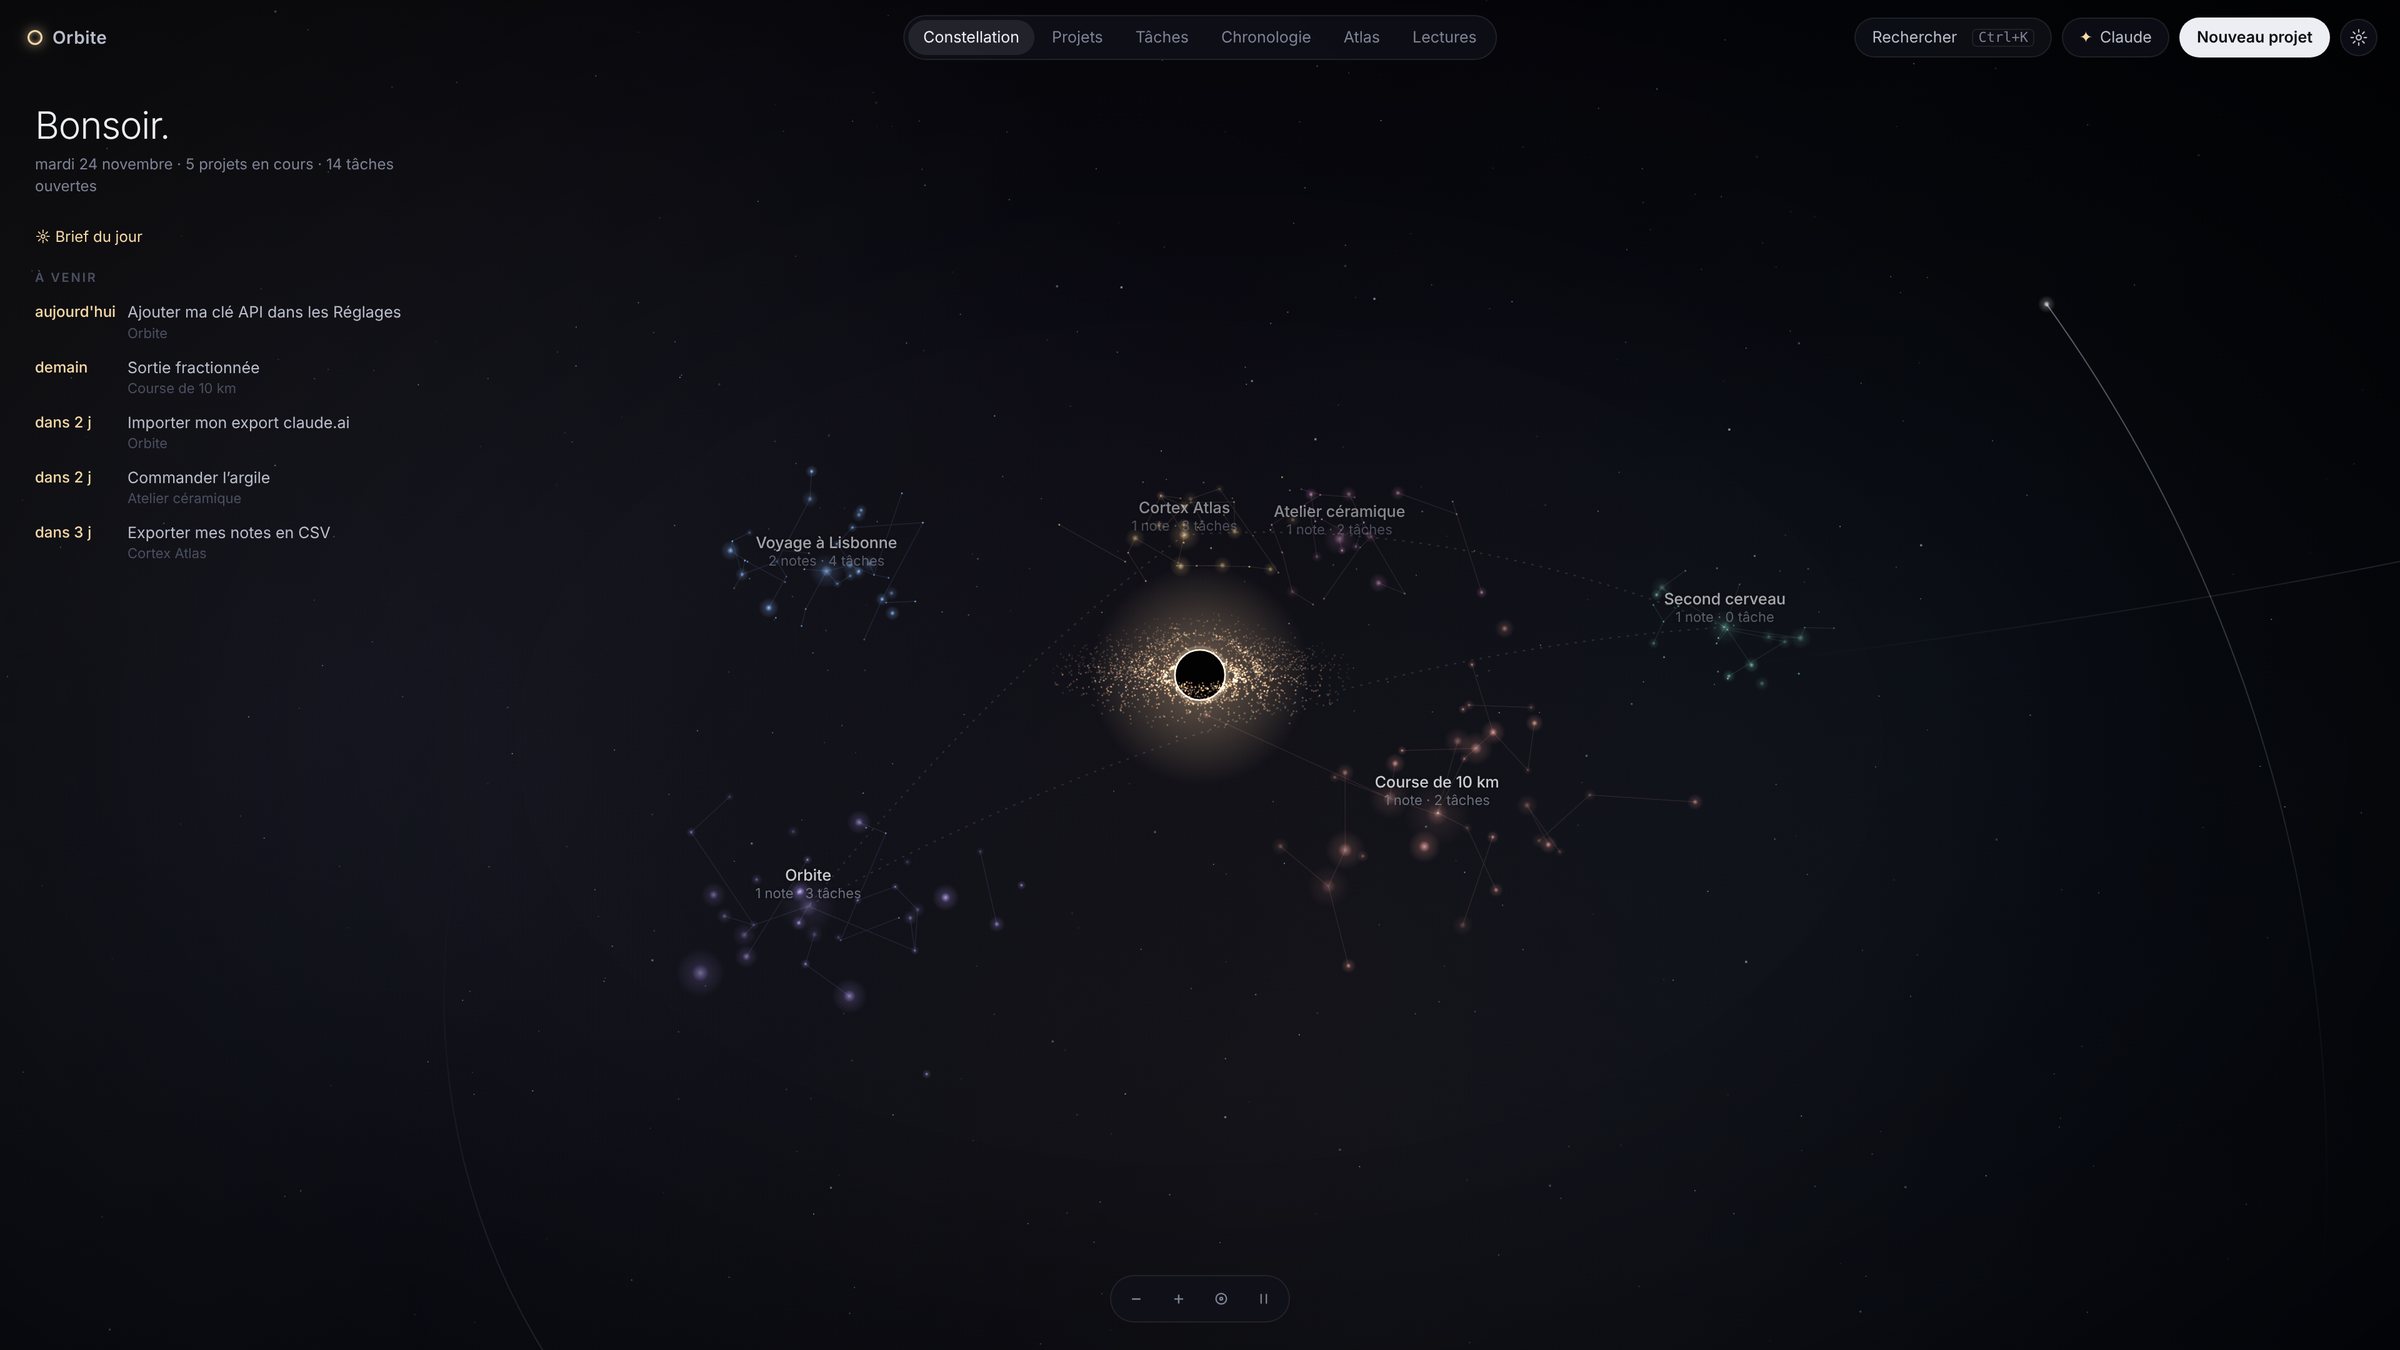 Orbite
Constellation
Projets
Tâches
Chronologie
Atlas
Lectures
Rechercher Ctrl+K
Claude
Nouveau projet
Bonsoir.
mardi 24 novembre · 5 projets en cours · 14 tâches
ouvertes
Brief du jour
À VENIR
aujourd'hui Ajouter ma clé API dans les Réglages
Orbite
demain Sortie fractionnée
Course de 10 km
dans 2 j Importer mon export claude.ai
Orbite
dans 2 j Commander l’argile
Atelier céramique
dans 3 j Exporter mes notes en CSV
Cortex Atlas
Cortex Atlas
1 note · 3 tâches
Atelier céramique
1 note · 2 tâches
Voyage à Lisbonne
2 notes · 4 tâches
Second cerveau
1 note · 0 tâche
Course de 10 km
1 note · 2 tâches
Orbite
1 note · 3 tâches